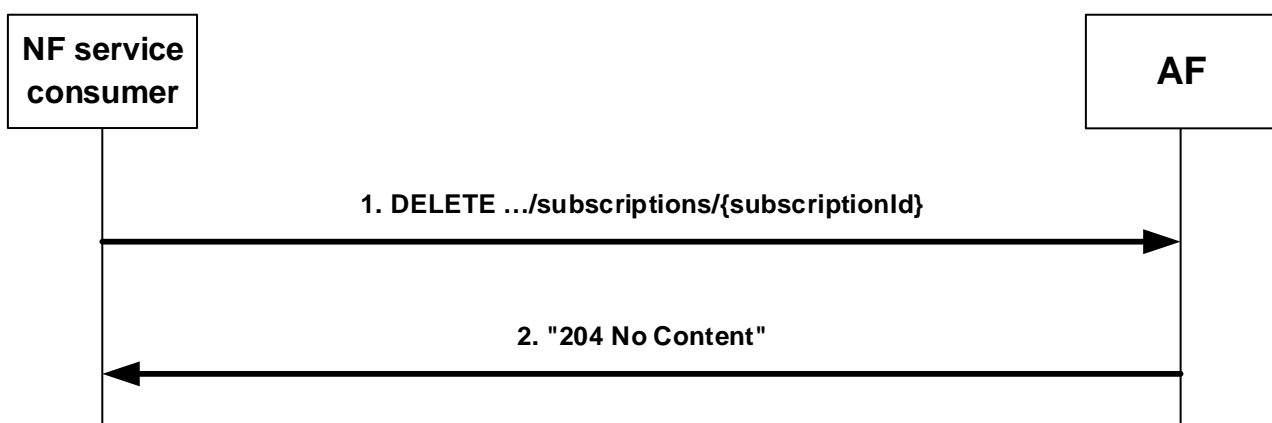 NF service
consumer
AF
1. DELETE …/subscriptions/{subscriptionId}
2. "204 No Content"